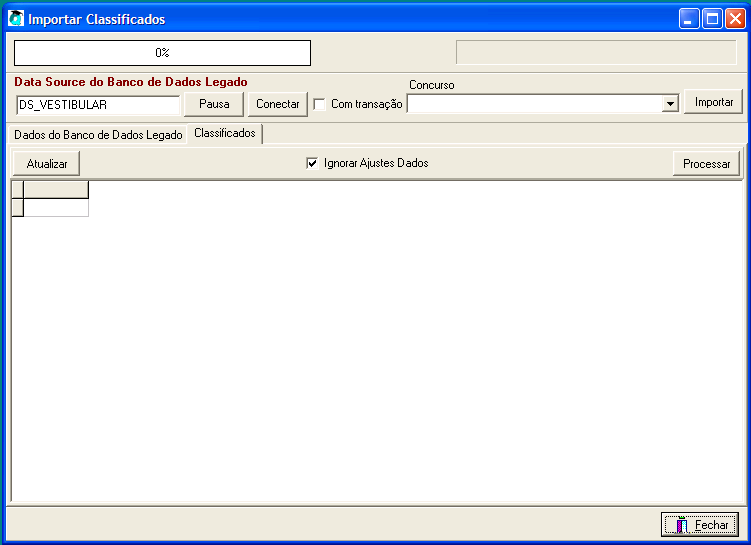 Importar Classificados
0%
Data Source do Banco de Dados Legado
Concurso
DS_VESTIBULAR
Pausa
Conectar
Com transação
Importar
Dados do Banco de Dados Legado
Classificados
Atualizar
Ignorar Ajustes Dados
Processar
Fechar